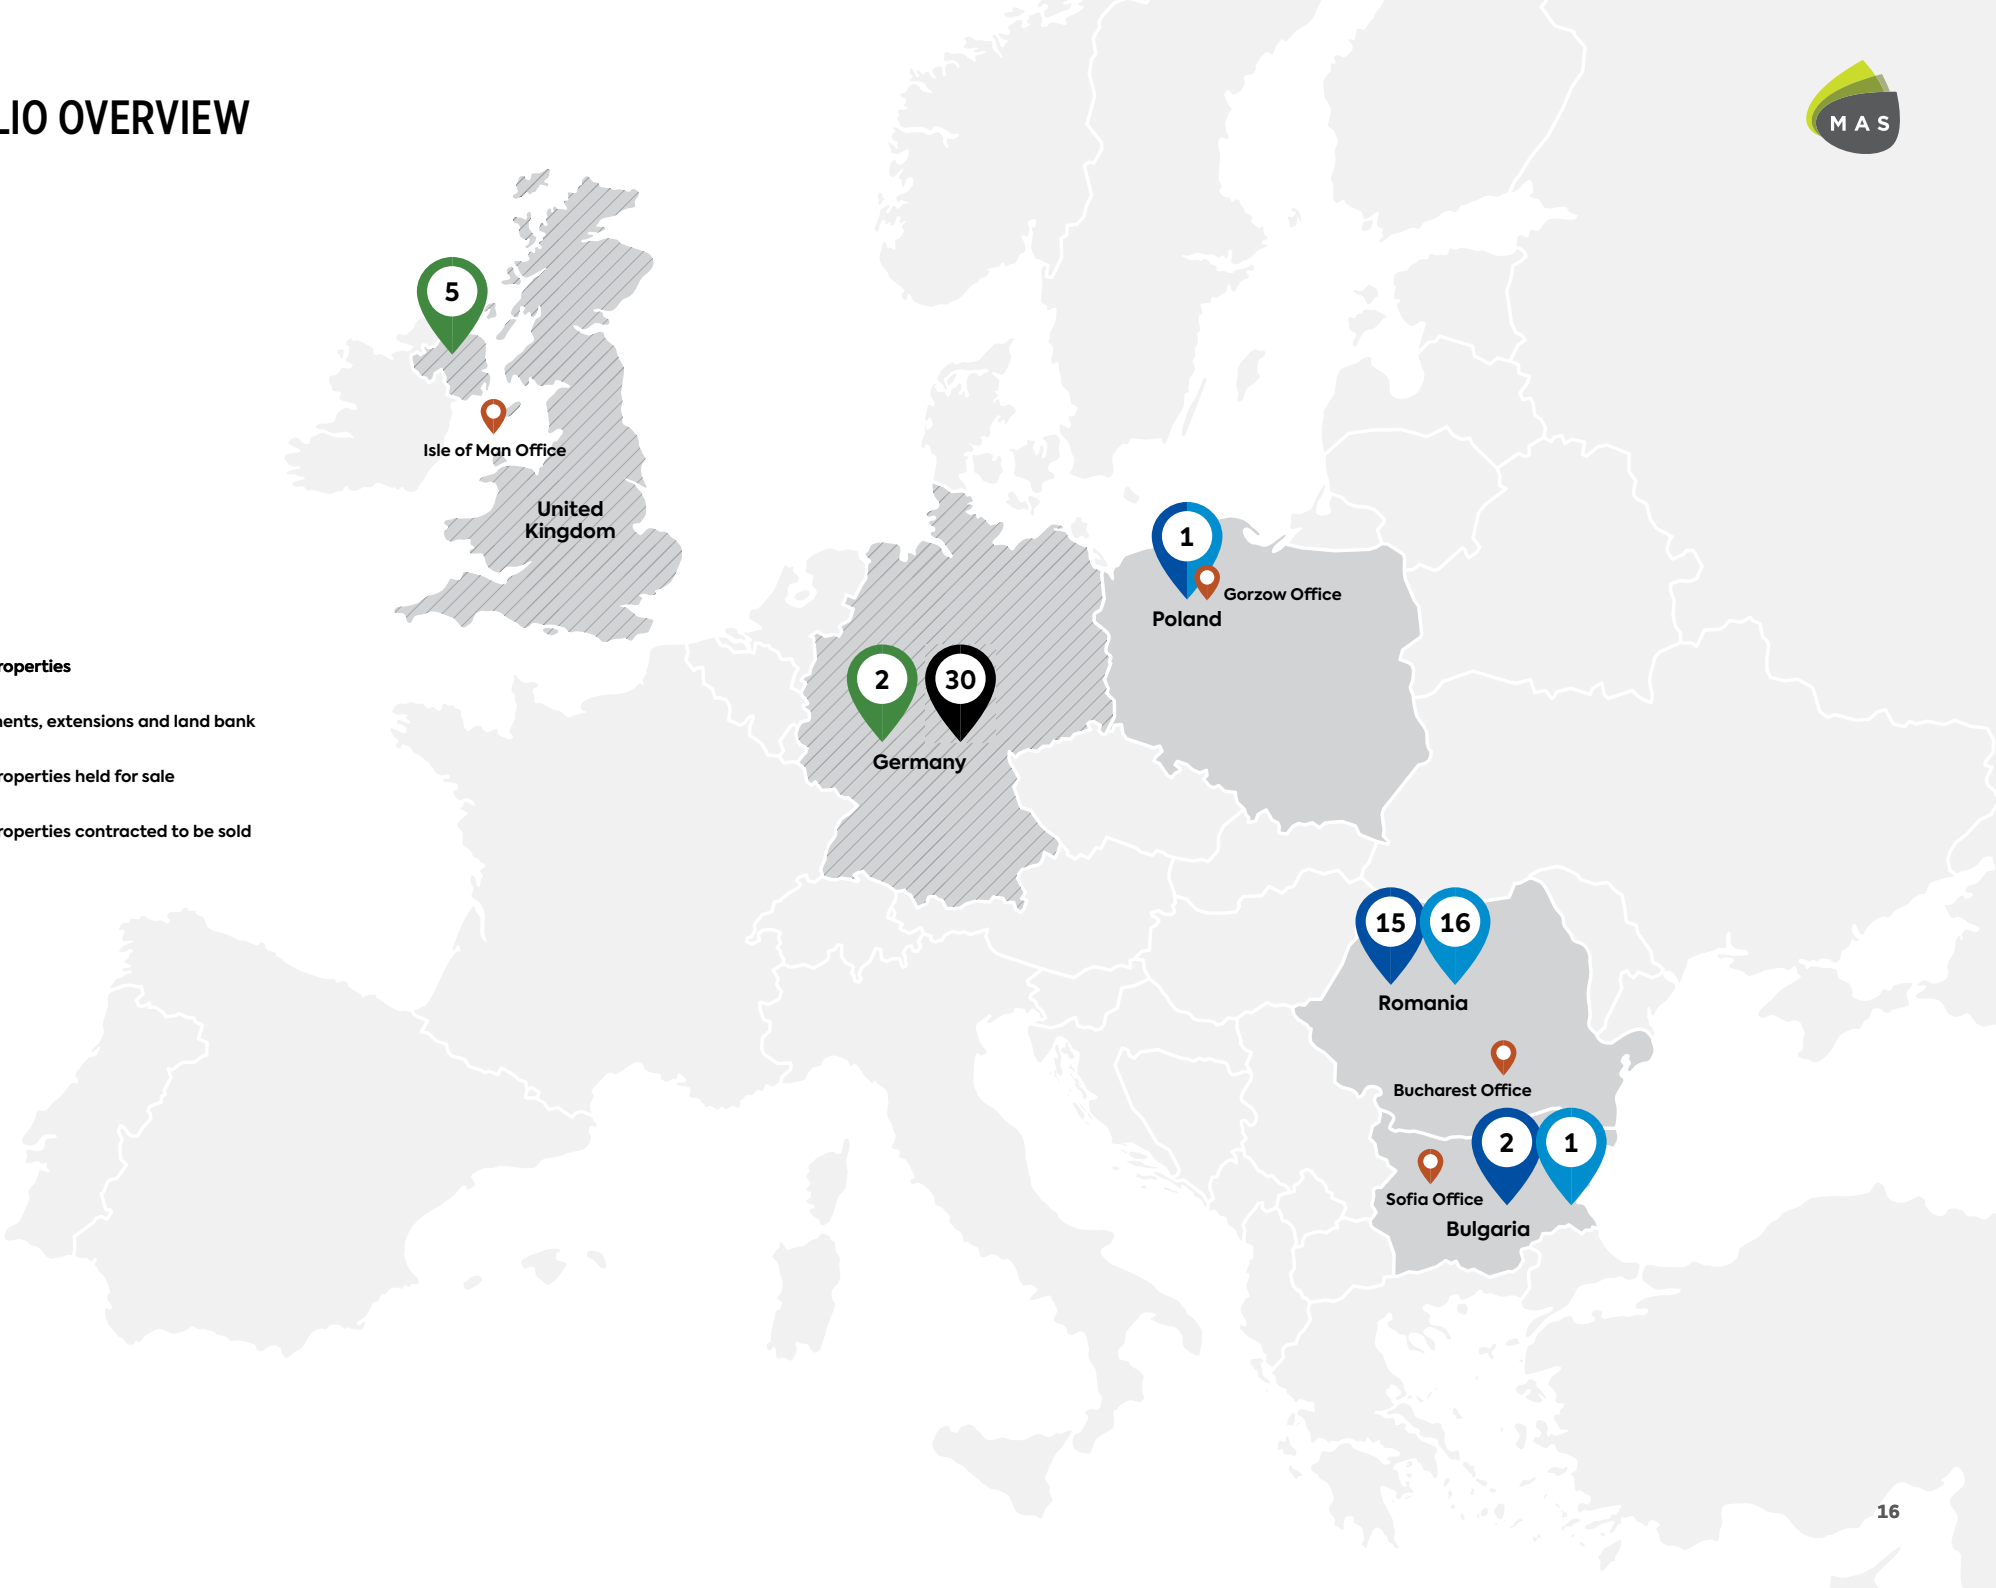 LIO OVERVIEW
MAS
5
Isle of Man Office
United
Kingdom
1
Gorzow Office
Poland
roperties
2
30
nents, extensions and land bank
Germany
roperties held for sale
roperties contracted to be sold
15
16
Romania
Bucharest Office
2
1
Sofia Office
Bulgaria
16